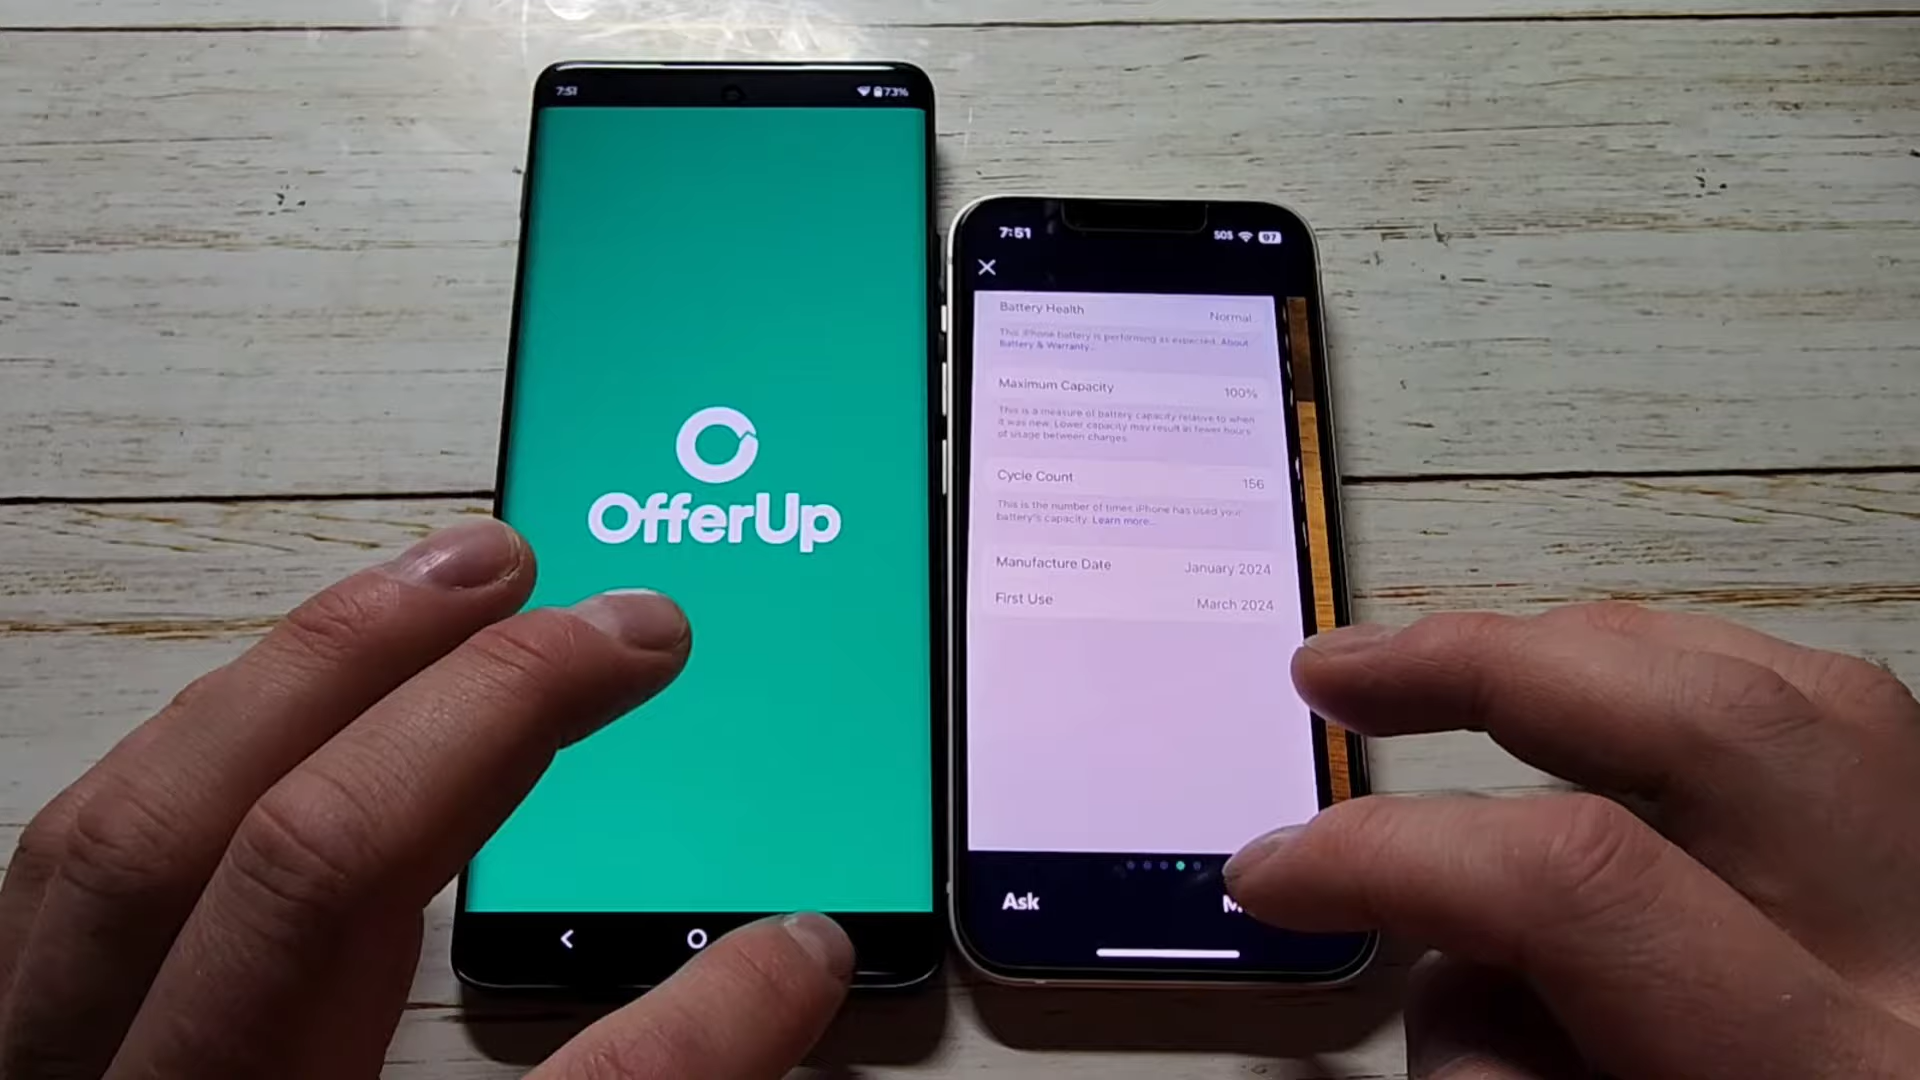 7:51
73%
OfferUp
7:51
SOS
97
Battery Health
Normal
This iPhone battery is performing as expected. About
Battery & Warranty...
Maximum Capacity
100%
This is a measure of battery capacity relative to when
it was new. Lower capacity may result in fewer hours
of usage between charges.
Cycle Count
156
This is the number of times iPhone has used your
battery's capacity. Learn more...
Manufacture Date
January 2024
First Use
March 2024
Ask